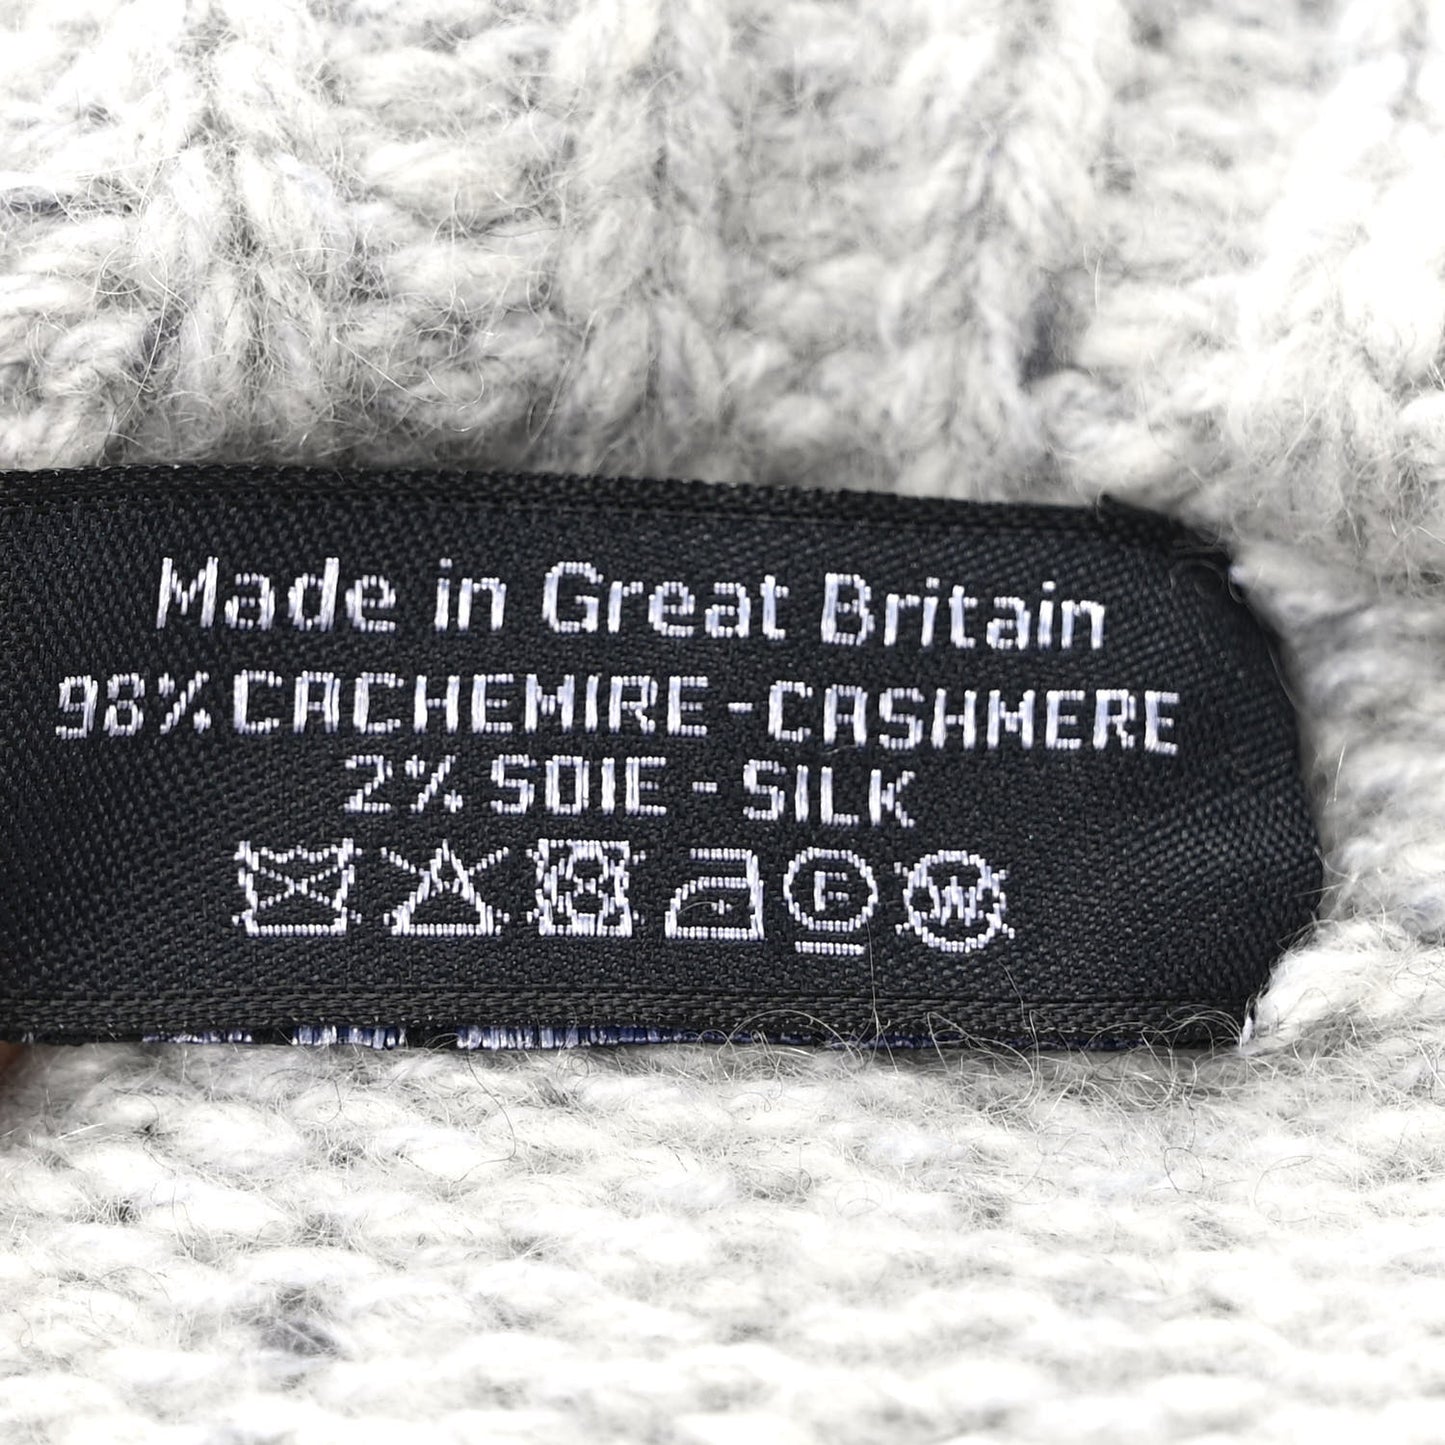 Made in Great Britain
98% CACHEMIRE - CASHMERE
2% SOIE - SILK
F W